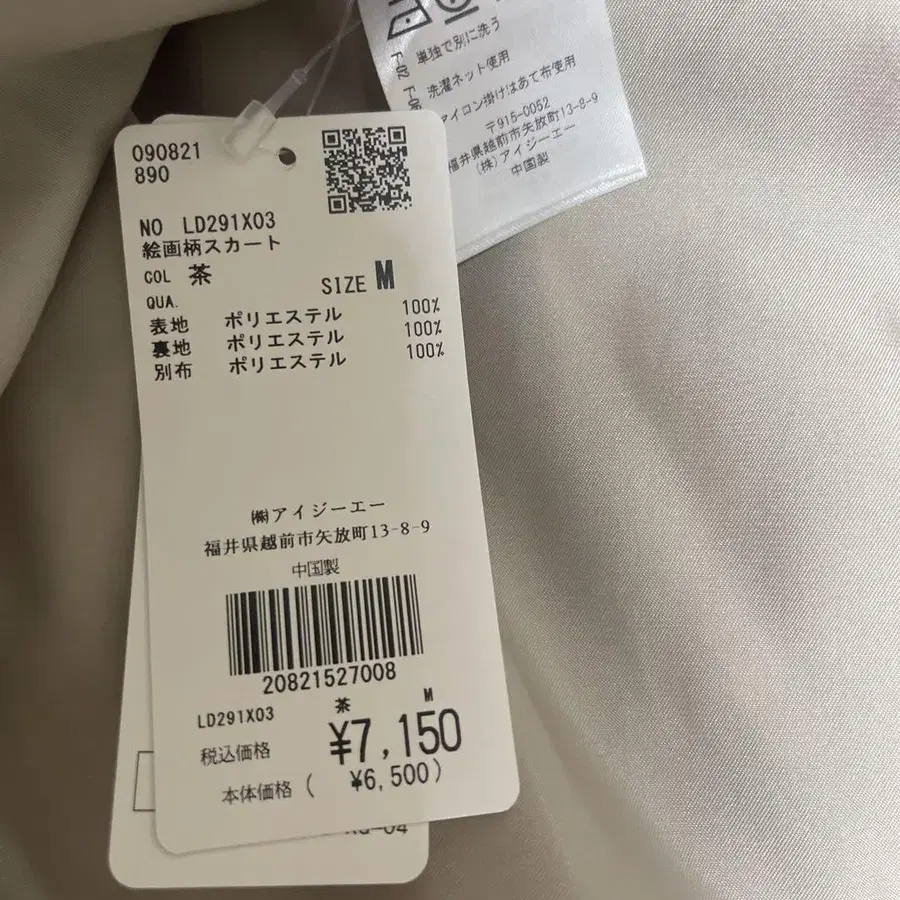 単独で別に洗う
洗濯ネット使用
アイロン掛けはあて布使用
〒915-0052
福井県越前市矢放町13-8-9
(株)アイジーエー
中国製
F-02 F-06
090821
890
NO LD291X03
絵画柄スカート
COL 茶
SIZE M
QUA.
表地 ポリエステル 100%
裏地 ポリエステル 100%
別布 ポリエステル 100%
㈱アイジーエー
福井県越前市矢放町13-8-9
中国製
20821527008
LD291X03 茶 M
税込価格 ¥7,150
本体価格( ¥6,500)